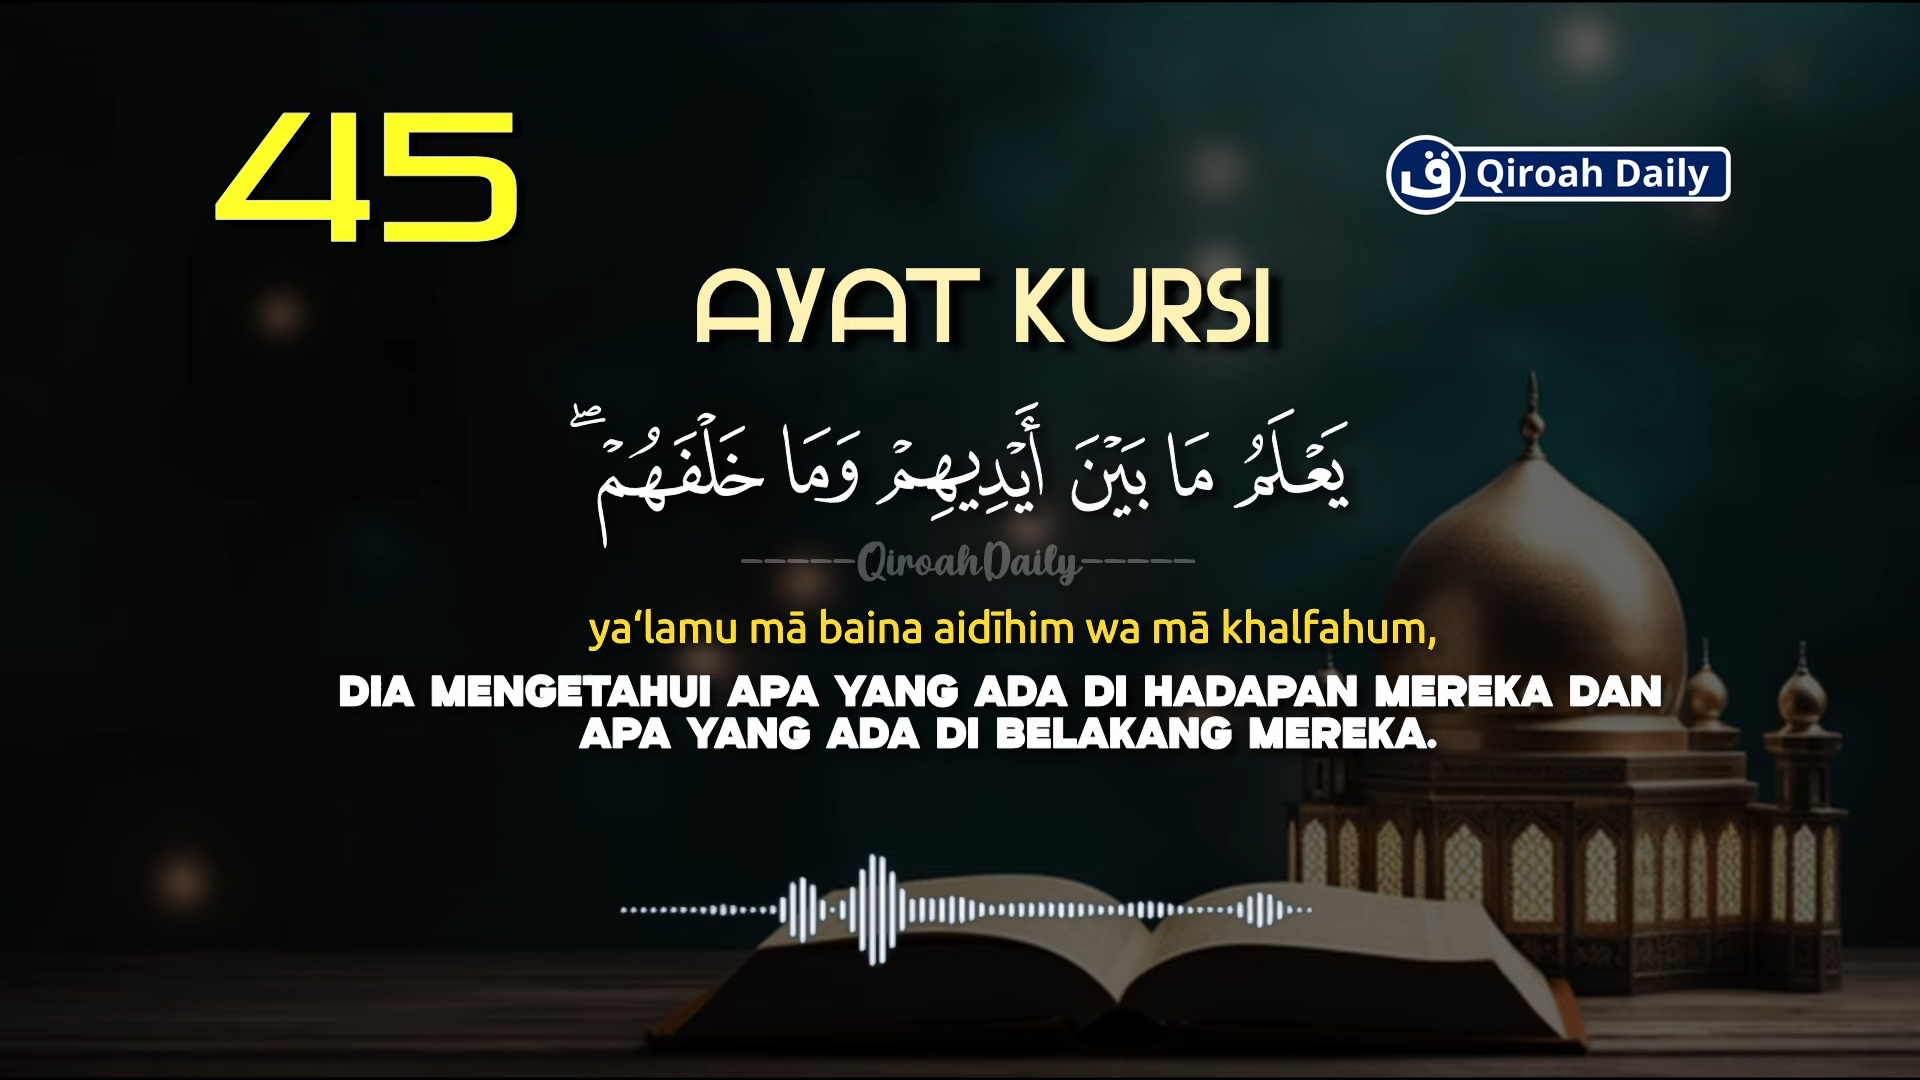 45
ق Qiroah Daily
AYAT KURSI
يَعْلَمُ مَا بَيْنَ أَيْدِيهِمْ وَمَا خَلْفَهُمْ ۖ
-----QiroahDaily-----
ya‘lamu mā baina aidīhim wa mā khalfahum,
DIA MENGETAHUI APA YANG ADA DI HADAPAN MEREKA DAN
APA YANG ADA DI BELAKANG MEREKA.